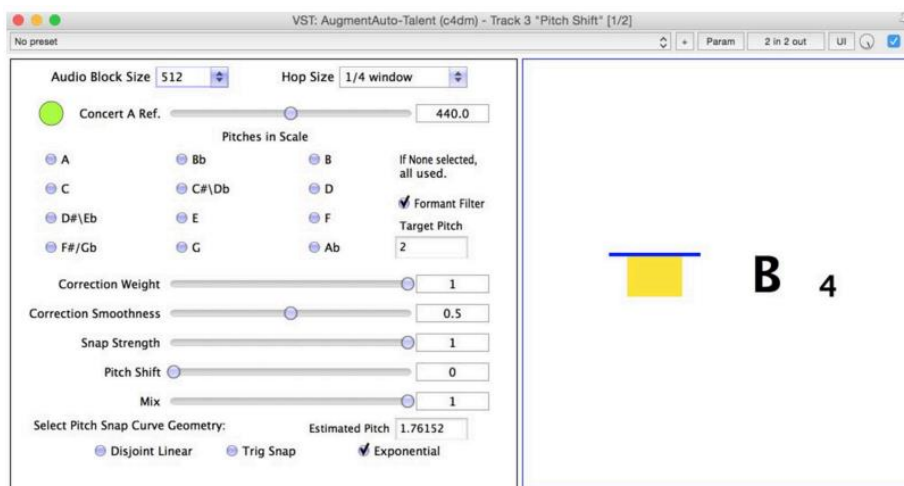 VST: AugmentAuto-Talent (c4dm) - Track 3 "Pitch Shift" [1/2]
No preset + Param 2 in 2 out UI
Audio Block Size 512 Hop Size 1/4 window
Concert A Ref. 440.0
Pitches in Scale
A Bb B If None selected,
all used.
C C#\Db D
Formant Filter
D#\Eb E F Target Pitch
F#/Gb G Ab 2
B 4
Correction Weight 1
Correction Smoothness 0.5
Snap Strength 1
Pitch Shift 0
Mix 1
Select Pitch Snap Curve Geometry: Estimated Pitch 1.76152
Disjoint Linear Trig Snap Exponential